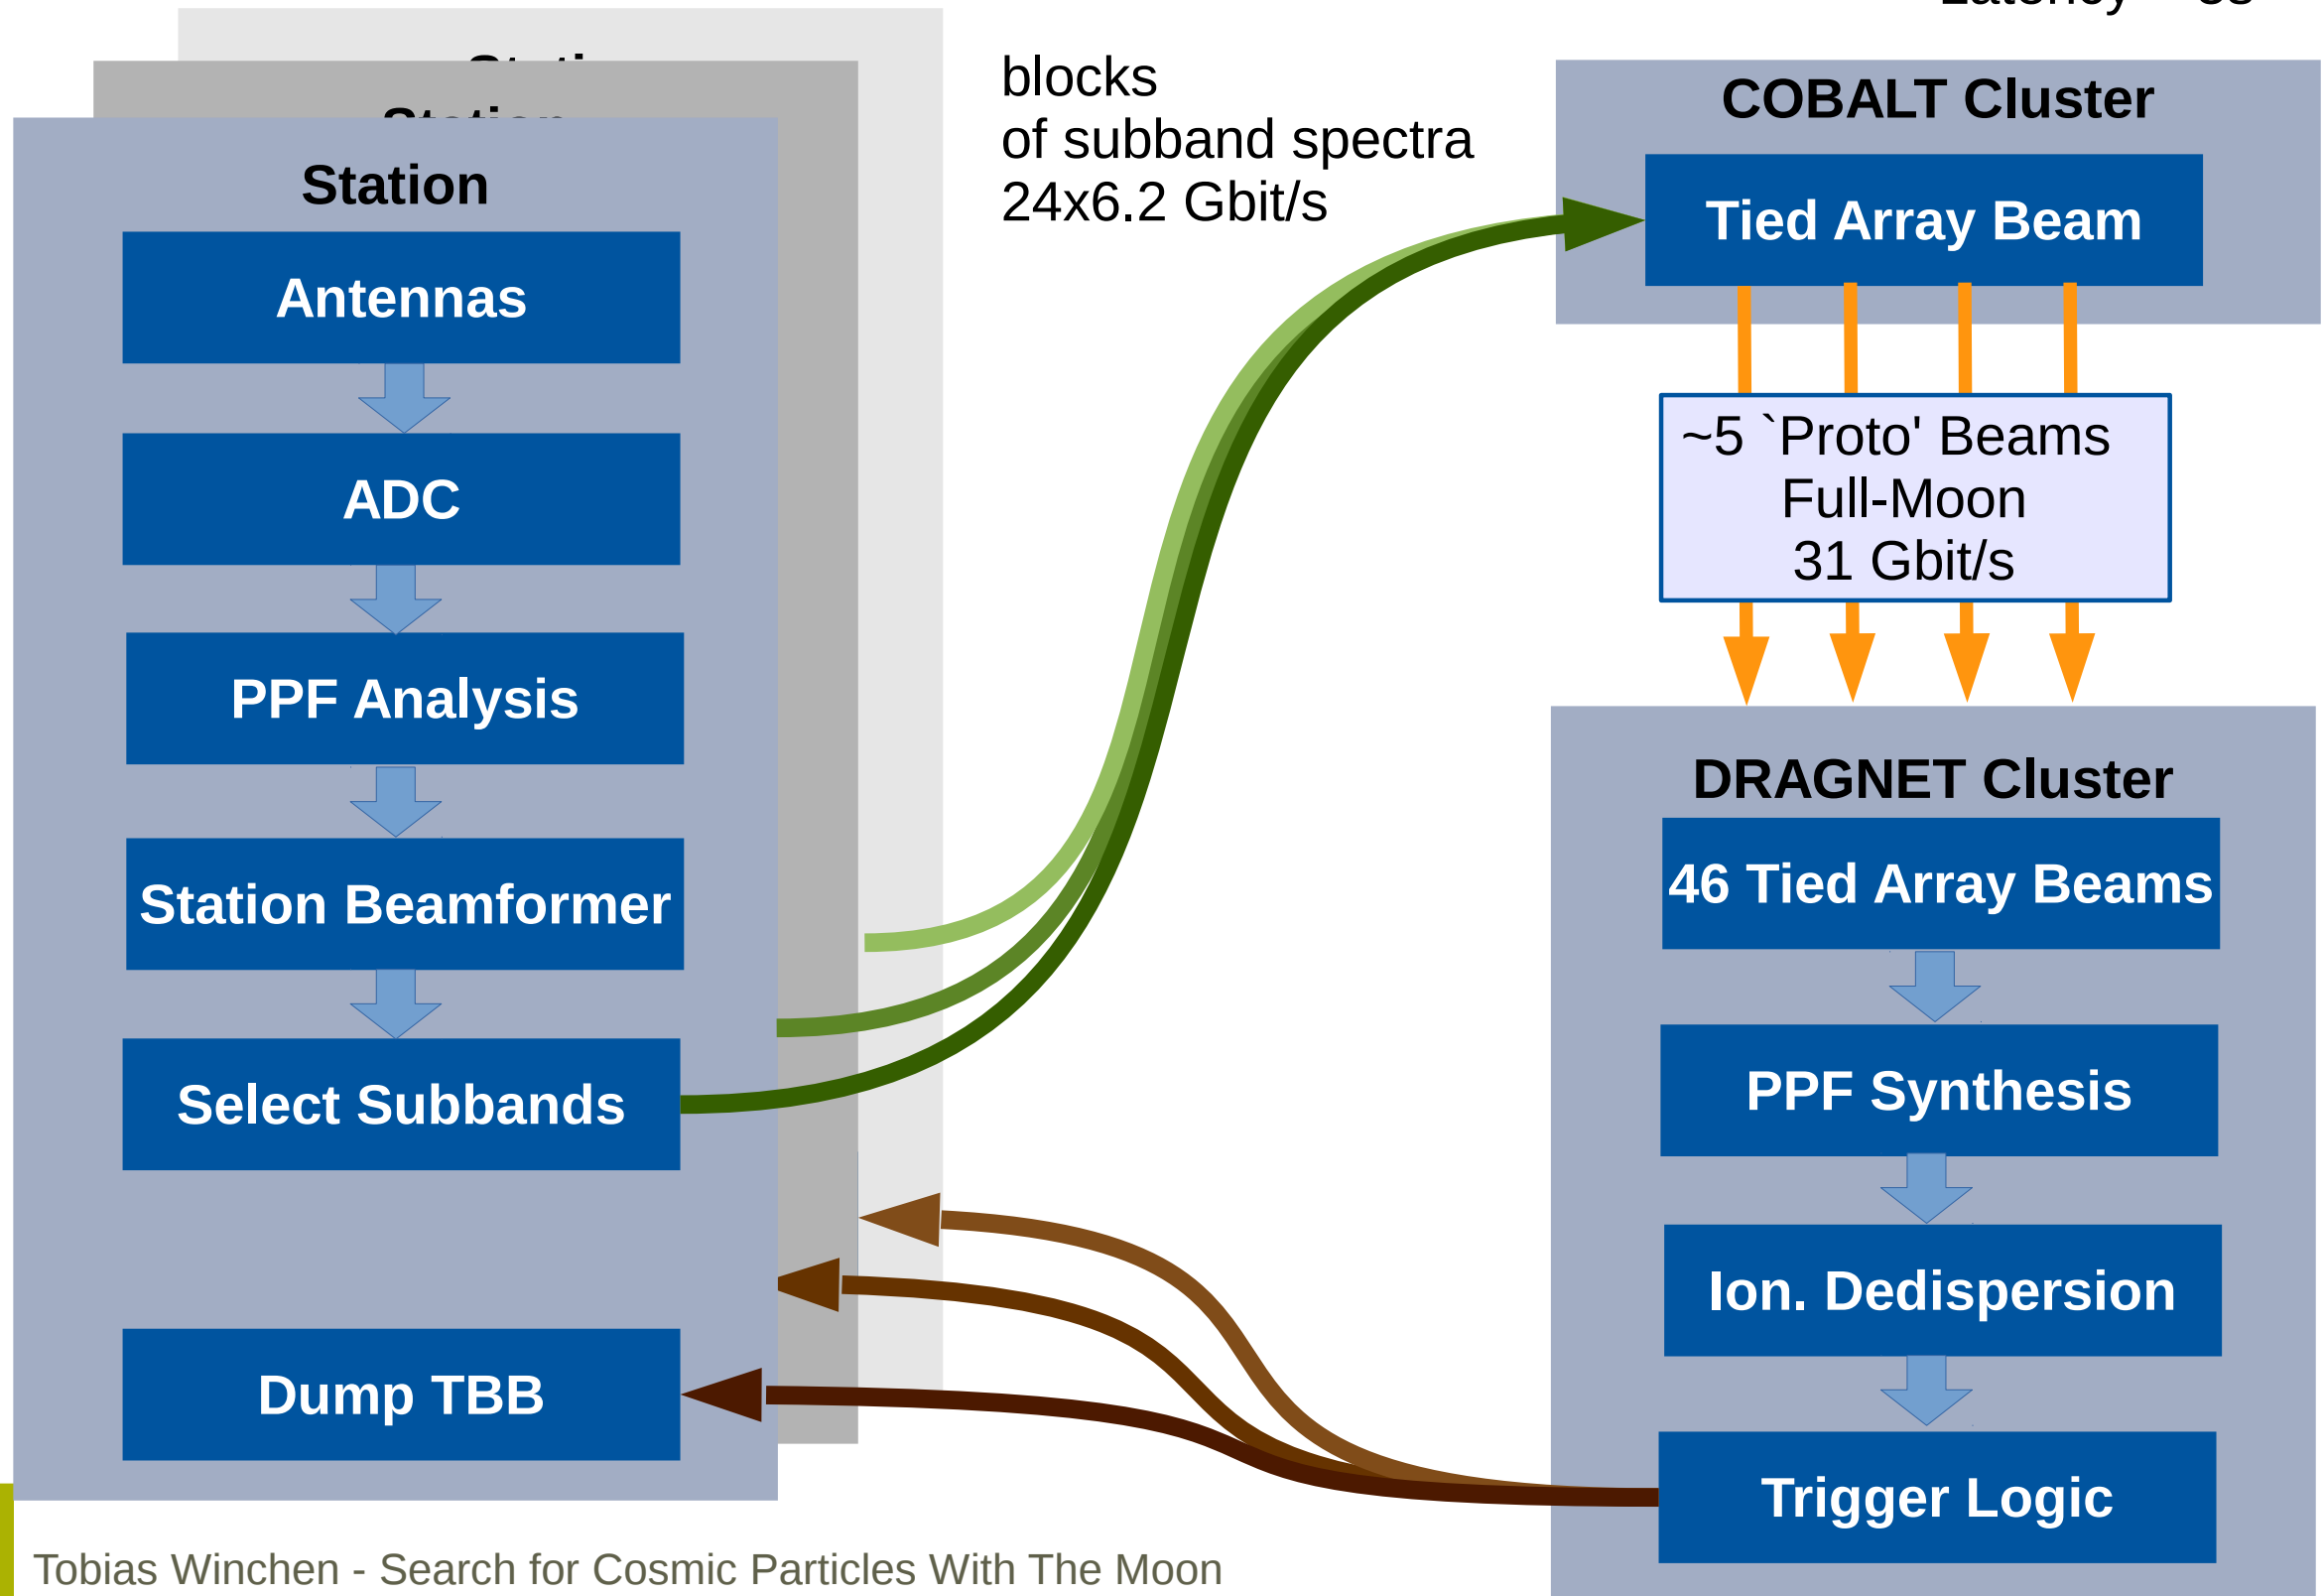 Station
Antennas
ADC
PPF Analysis
Station Beamformer
Select Subbands
Dump TBB
blocks
of subband spectra
24x6.2 Gbit/s
COBALT Cluster
Tied Array Beam
~5 `Proto' Beams
Full-Moon
31 Gbit/s
DRAGNET Cluster
46 Tied Array Beams
PPF Synthesis
Ion. Dedispersion
Trigger Logic
Tobias Winchen - Search for Cosmic Particles With The Moon